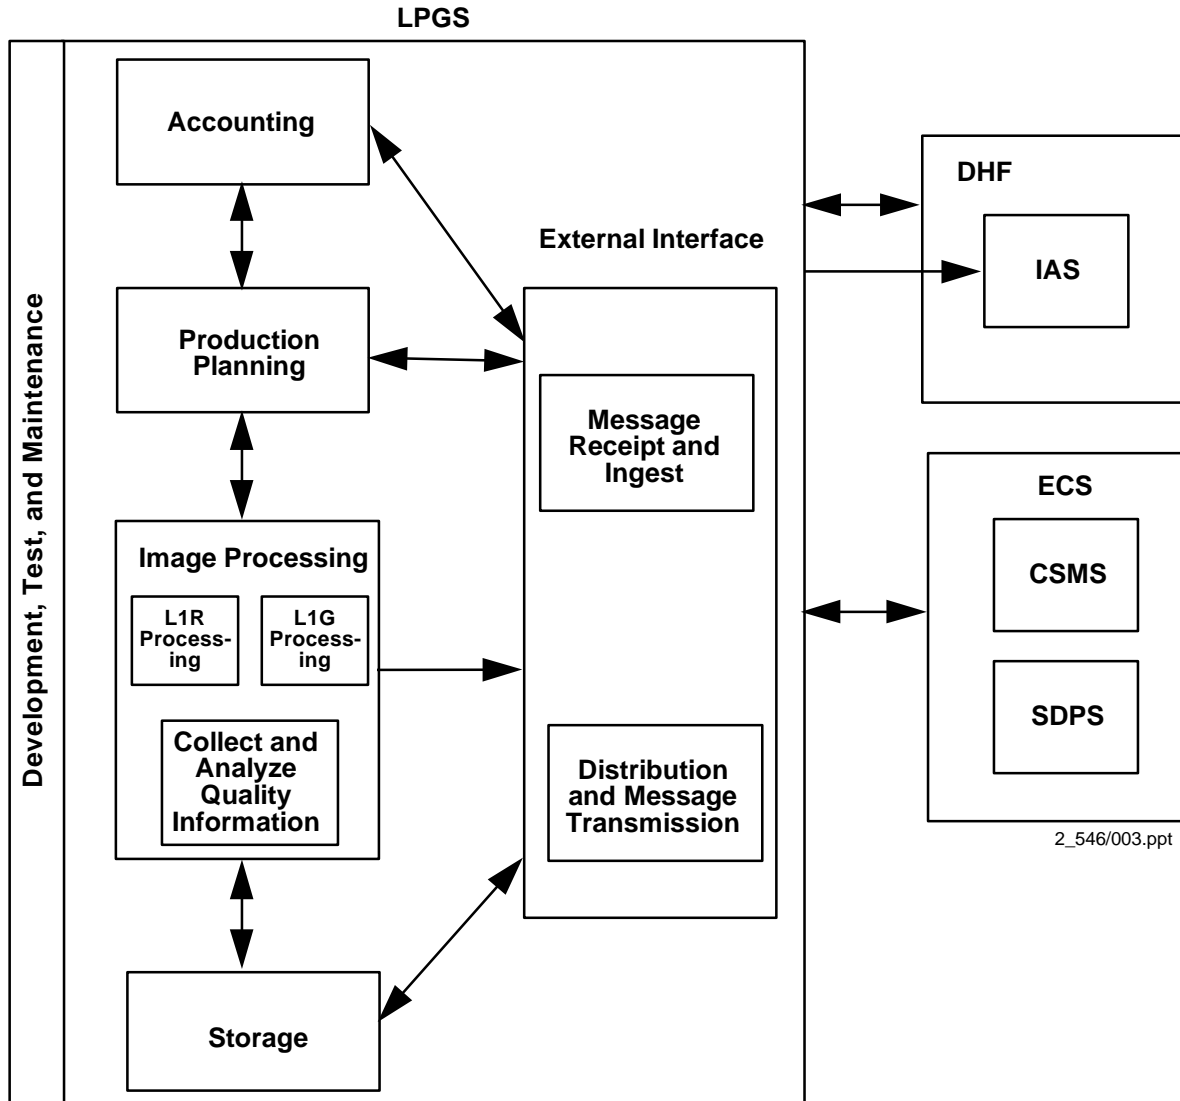 LPGS
Development, Test, and Maintenance
Accounting
Production
Planning
Image Processing
L1R
Process-
ing
L1G
Process-
ing
Collect and
Analyze
Quality
Information
Storage
External Interface
Message
Receipt and
Ingest
Distribution
and Message
Transmission
DHF
IAS
ECS
CSMS
SDPS
2_546/003.ppt